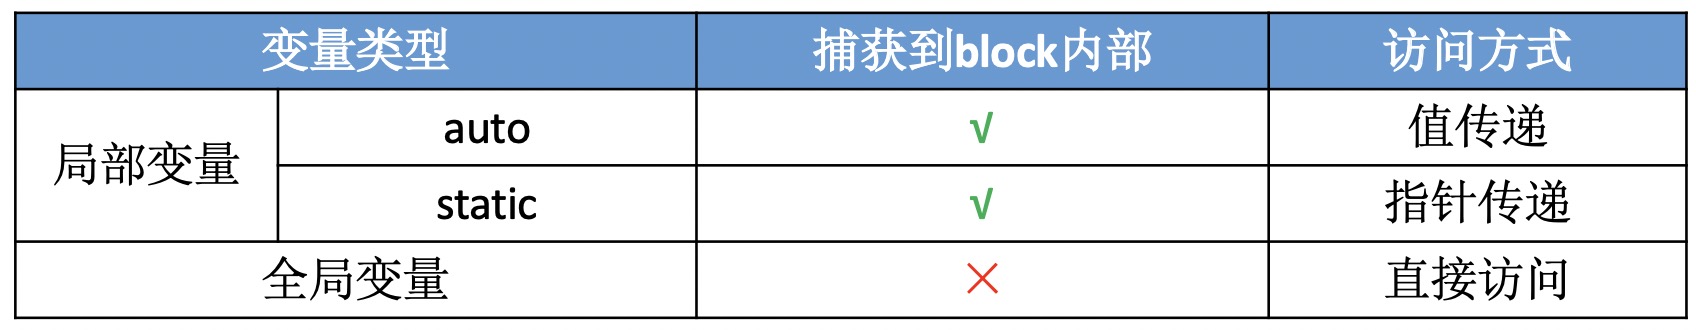 变量类型 捕获到block内部 访问方式
局部变量 auto √ 值传递
static √ 指针传递
全局变量 × 直接访问